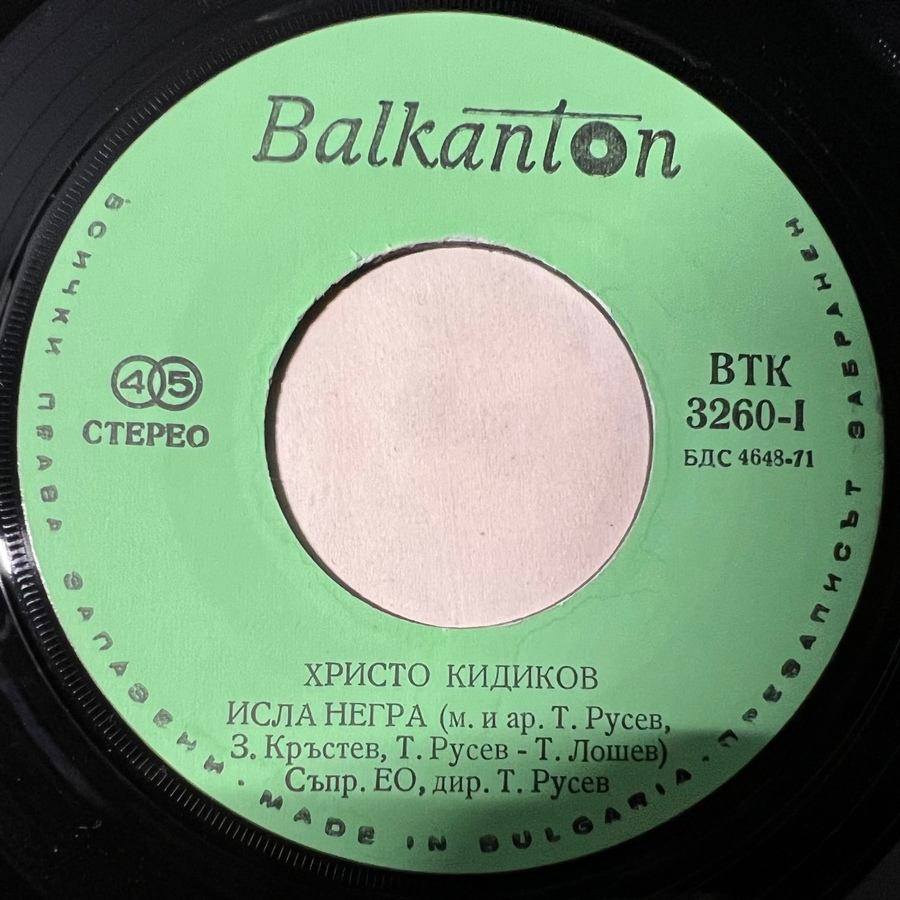 Balkanton
ВСИЧКИ ПРАВА ЗАПАЗЕНИ · MADE IN BULGARIA · ПРЕЗАПИСЪТ ЗАБРАНЕН
45
СТЕРЕО
ВТК
3260-I
БДС 4648-71
ХРИСТО КИДИКОВ
ИСЛА НЕГРА (м. и ар. Т. Русев,
З. Кръстев, Т. Русев - Т. Лошев)
Съпр. ЕО, дир. Т. Русев